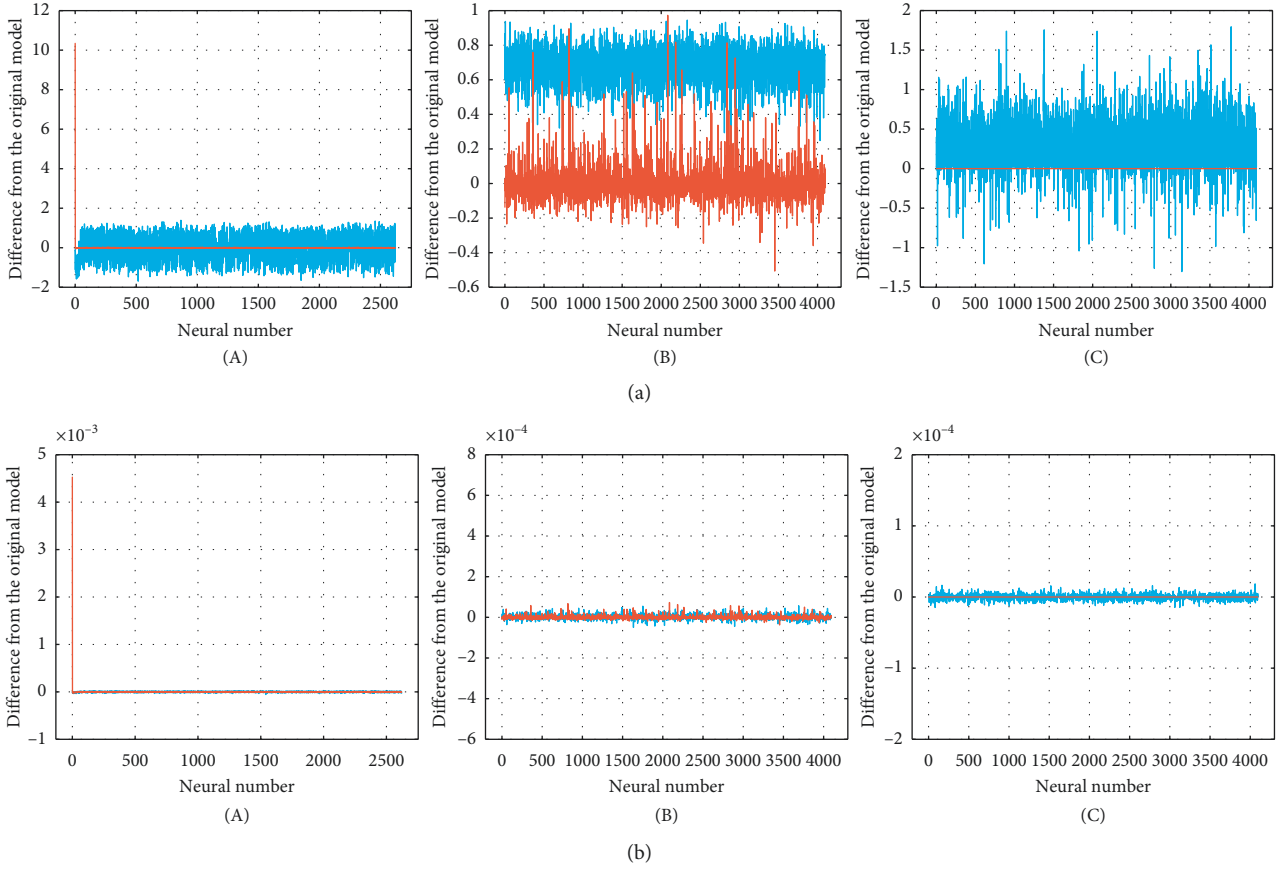 12
10
8
6
4
2
0
−2
Difference from the original model
0 500 1000 1500 2000 2500
Neural number
(A)
1
0.8
0.6
0.4
0.2
0
−0.2
−0.4
−0.6
Difference from the original model
0 500 1000 1500 2000 2500 3000 3500 4000
Neural number
(B)
2
1.5
1
0.5
0
−0.5
−1
−1.5
Difference from the original model
0 500 1000 1500 2000 2500 3000 3500 4000
Neural number
(C)
(a)
×10−3
5
4
3
2
1
0
−1
Difference from the original model
0 500 1000 1500 2000 2500
Neural number
(A)
×10−4
8
6
4
2
0
−2
−4
−6
Difference from the original model
0 500 1000 1500 2000 2500 3000 3500 4000
Neural number
(B)
×10−4
2
1
0
−1
−2
Difference from the original model
0 500 1000 1500 2000 2500 3000 3500 4000
Neural number
(C)
(b)